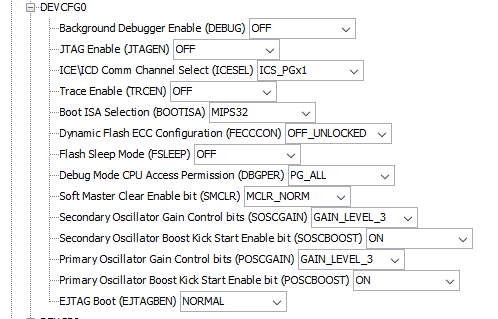 DEVCFG0
Background Debugger Enable (DEBUG) OFF
JTAG Enable (JTAGEN) OFF
ICE\ICD Comm Channel Select (ICESEL) ICS_PGx1
Trace Enable (TRCEN) OFF
Boot ISA Selection (BOOTISA) MIPS32
Dynamic Flash ECC Configuration (FECCCON) OFF_UNLOCKED
Flash Sleep Mode (FSLEEP) OFF
Debug Mode CPU Access Permission (DBGPER) PG_ALL
Soft Master Clear Enable bit (SMCLR) MCLR_NORM
Secondary Oscillator Gain Control bits (SOSCGAIN) GAIN_LEVEL_3
Secondary Oscillator Boost Kick Start Enable bit (SOSCBOOST) ON
Primary Oscillator Gain Control bits (POSCGAIN) GAIN_LEVEL_3
Primary Oscillator Boost Kick Start Enable bit (POSCBOOST) ON
EJTAG Boot (EJTAGBEN) NORMAL